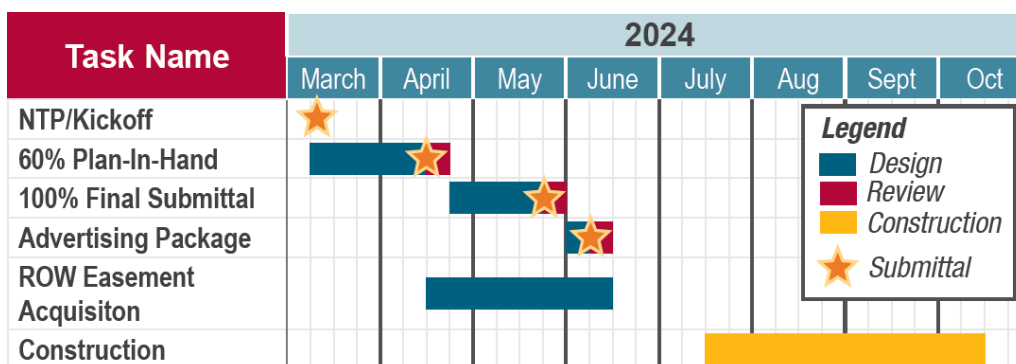 Task Name
2024
March April May June July Aug Sept Oct
NTP/Kickoff
60% Plan-In-Hand
100% Final Submittal
Advertising Package
ROW Easement
Acquisiton
Construction
Legend
Design
Review
Construction
Submittal